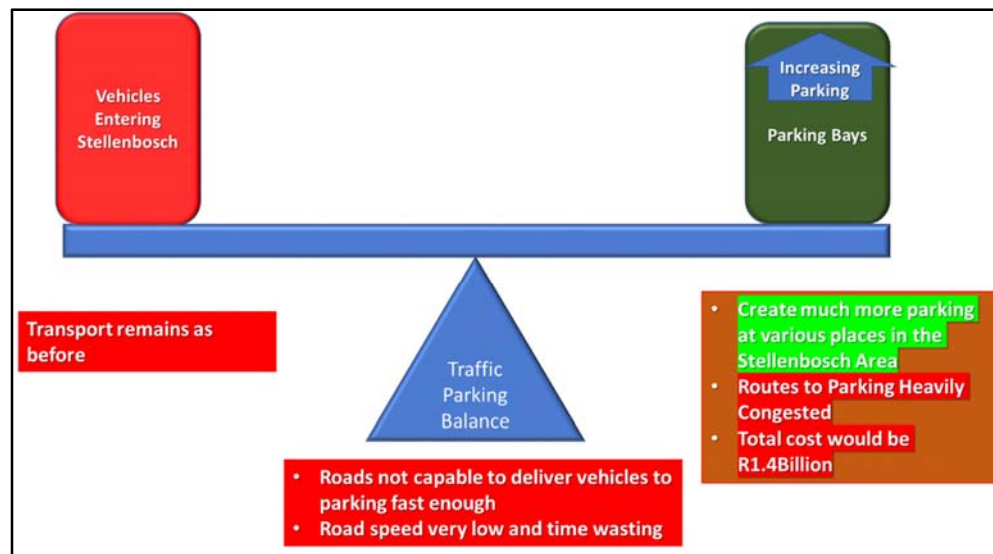 Vehicles
Entering
Stellenbosch
Increasing
Parking
Parking Bays
Transport remains as
before
Traffic
Parking
Balance
• Create much more parking
at various places in the
Stellenbosch Area
• Routes to Parking Heavily
Congested
• Total cost would be
R1.4Billion
• Roads not capable to deliver vehicles to
parking fast enough
• Road speed very low and time wasting